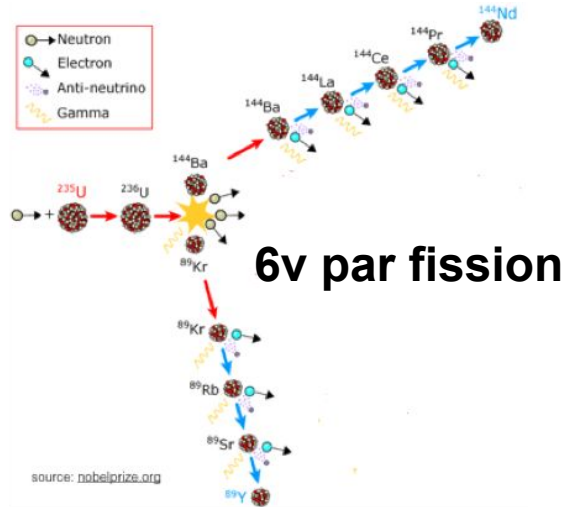 Neutron
Electron
Anti-neutrino
Gamma
¹⁴⁴Nd
¹⁴⁴Pr
¹⁴⁴Ce
¹⁴⁴La
¹⁴⁴Ba
¹⁴⁴Ba
+ ²³⁵U
²³⁶U
⁸⁹Kr
6v par fission
⁸⁹Kr
⁸⁹Rb
⁸⁹Sr
⁸⁹Y
source: nobelprize.org